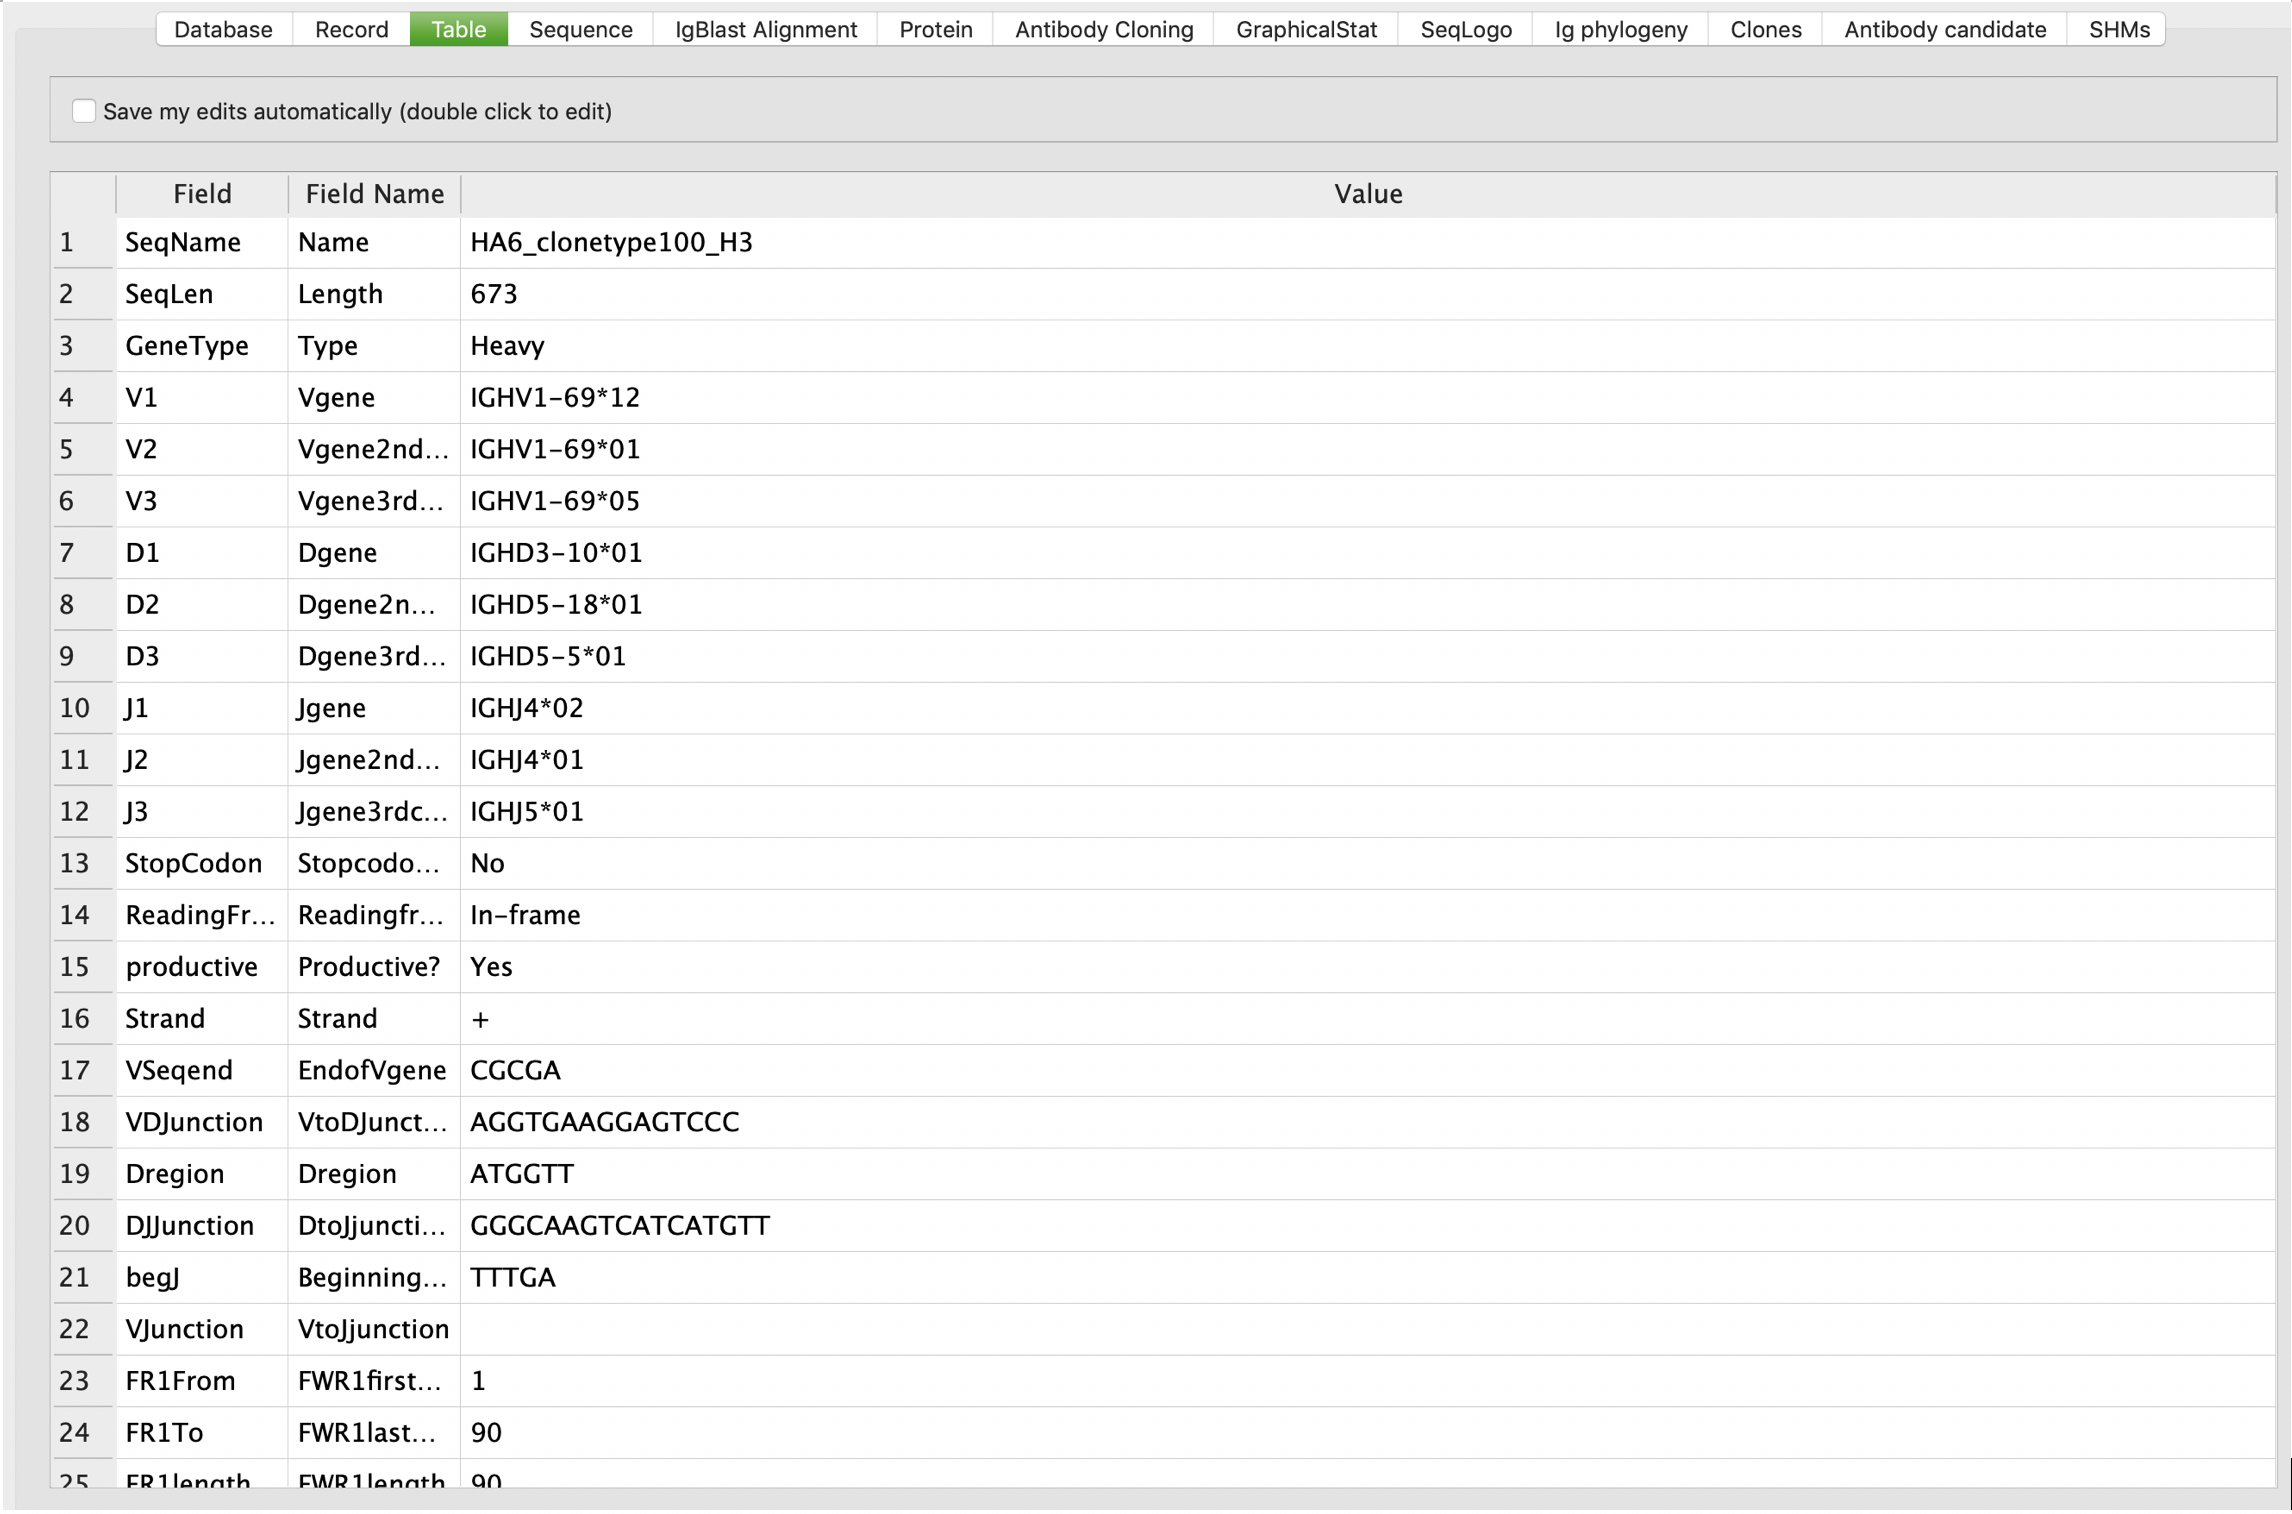 Database Record Table Sequence IgBlast Alignment Protein Antibody Cloning GraphicalStat SeqLogo Ig phylogeny Clones Antibody candidate SHMs
Save my edits automatically (double click to edit)
Field Field Name Value
1 SeqName Name HA6_clonetype100_H3
2 SeqLen Length 673
3 GeneType Type Heavy
4 V1 Vgene IGHV1-69*12
5 V2 Vgene2nd... IGHV1-69*01
6 V3 Vgene3rd... IGHV1-69*05
7 D1 Dgene IGHD3-10*01
8 D2 Dgene2n... IGHD5-18*01
9 D3 Dgene3rd... IGHD5-5*01
10 J1 Jgene IGHJ4*02
11 J2 Jgene2nd... IGHJ4*01
12 J3 Jgene3rdc... IGHJ5*01
13 StopCodon Stopcodo... No
14 ReadingFr... Readingfr... In-frame
15 productive Productive? Yes
16 Strand Strand +
17 VSeqend EndofVgene CGCGA
18 VDJunction VtoDJunct... AGGTGAAGGAGTCCC
19 Dregion Dregion ATGGTT
20 DJJunction DtoJjuncti... GGGCAAGTCATCATGTT
21 begJ Beginning... TTTGA
22 VJunction VtoJjunction
23 FR1From FWR1first... 1
24 FR1To FWR1last... 90
25 FR1length FWR1length 90